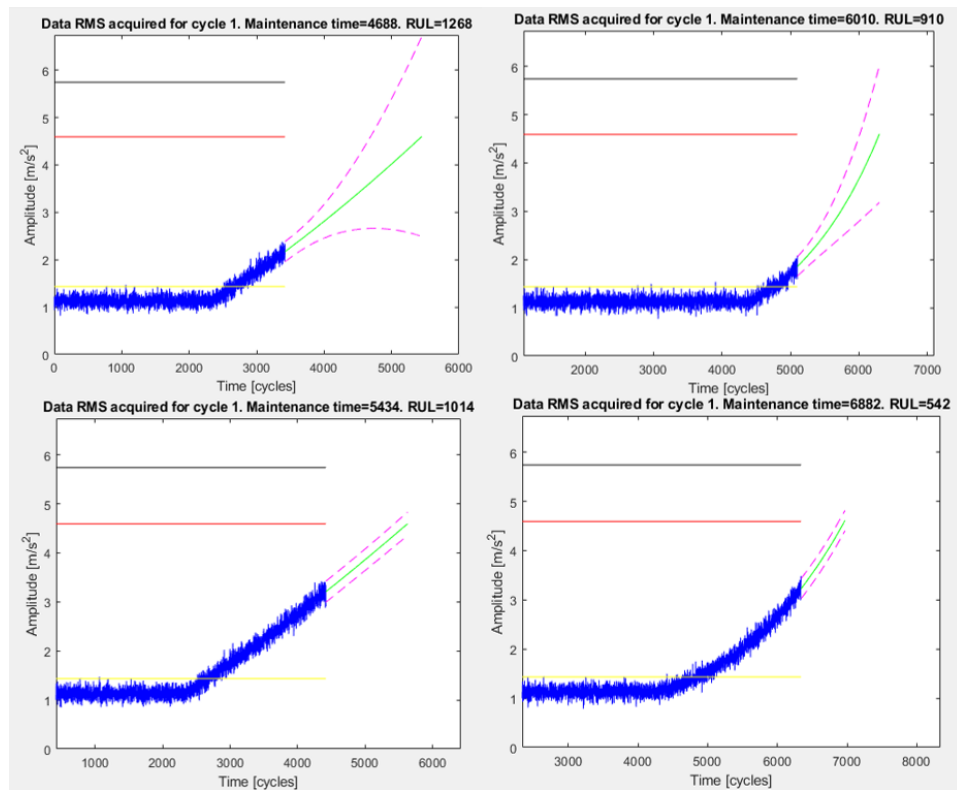 Data RMS acquired for cycle 1. Maintenance time=4688. RUL=1268
6
5
4
3
2
1
0
Amplitude [m/s²]
0 1000 2000 3000 4000 5000 6000
Time [cycles]
Data RMS acquired for cycle 1. Maintenance time=6010. RUL=910
6
5
4
3
2
1
0
Amplitude [m/s²]
2000 3000 4000 5000 6000 7000
Time [cycles]
Data RMS acquired for cycle 1. Maintenance time=5434. RUL=1014
6
5
4
3
2
1
0
Amplitude [m/s²]
1000 2000 3000 4000 5000 6000
Time [cycles]
Data RMS acquired for cycle 1. Maintenance time=6882. RUL=542
6
5
4
3
2
1
0
Amplitude [m/s²]
3000 4000 5000 6000 7000 8000
Time [cycles]